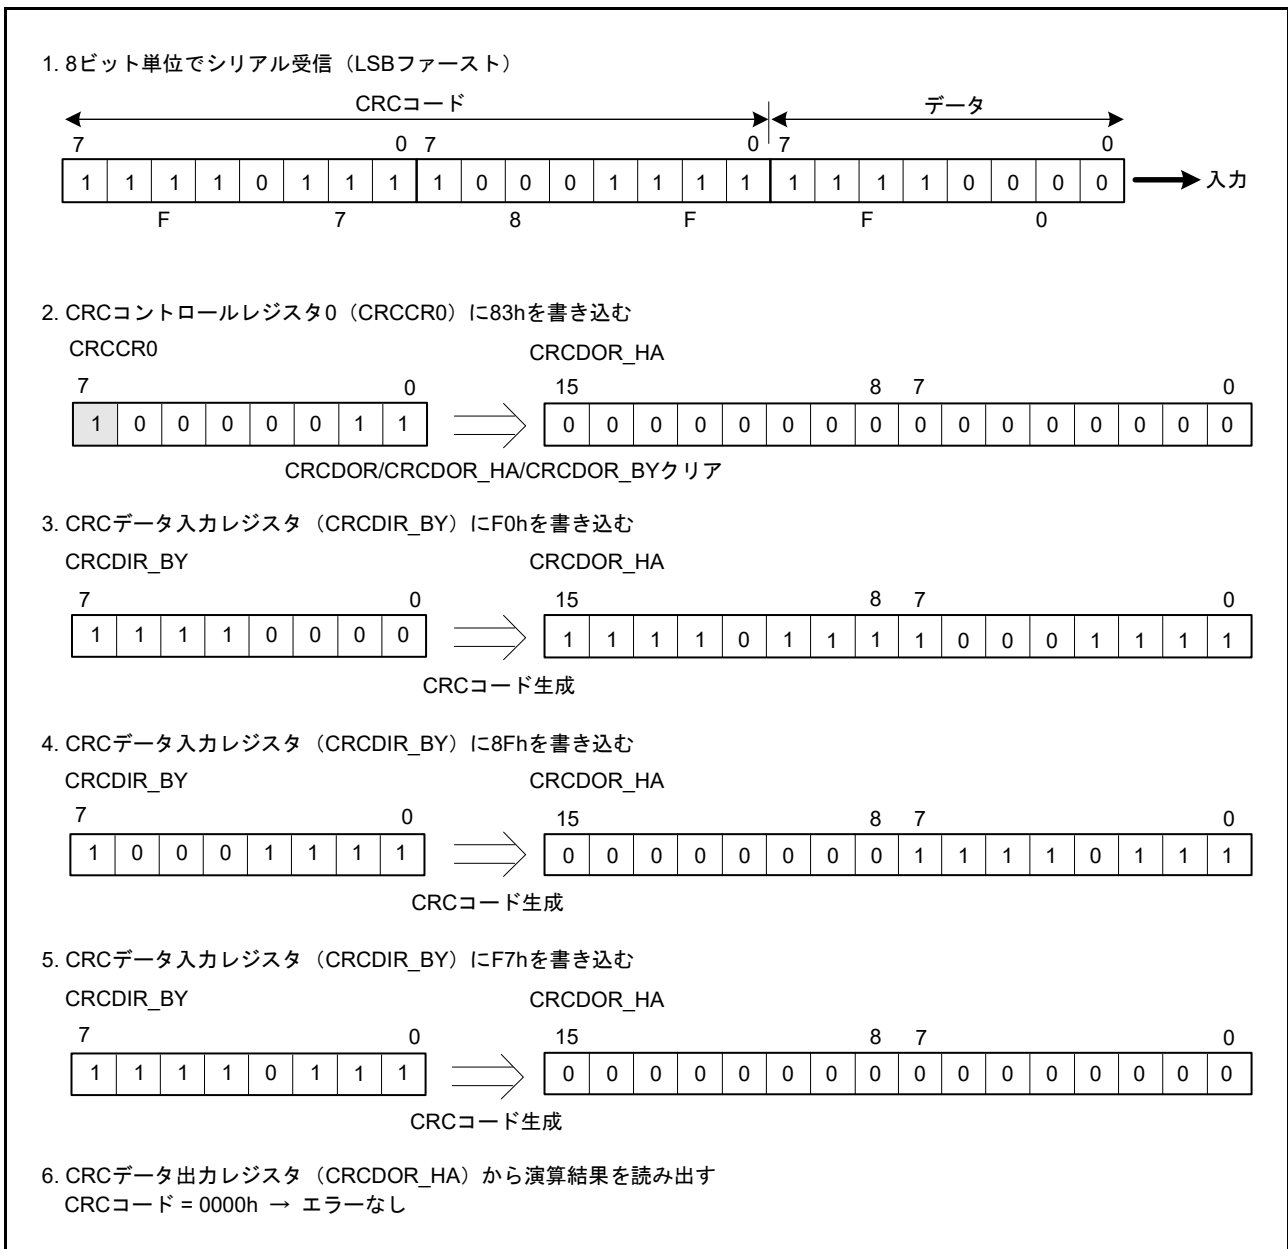 1. 8ビット単位でシリアル受信（LSBファースト）
CRCコード データ
7 0 7 0 7 0
1 1 1 1 0 1 1 1 1 0 0 0 1 1 1 1 1 1 1 1 0 0 0 0 入力
F 7 8 F F 0
2. CRCコントロールレジスタ0（CRCCR0）に83hを書き込む
CRCCR0 CRCDOR_HA
7 0 15 8 7 0
1 0 0 0 0 0 1 1 0 0 0 0 0 0 0 0 0 0 0 0 0 0 0 0
CRCDOR/CRCDOR_HA/CRCDOR_BYクリア
3. CRCデータ入力レジスタ（CRCDIR_BY）にF0hを書き込む
CRCDIR_BY CRCDOR_HA
7 0 15 8 7 0
1 1 1 1 0 0 0 0 1 1 1 1 0 1 1 1 1 0 0 0 1 1 1 1
CRCコード生成
4. CRCデータ入力レジスタ（CRCDIR_BY）に8Fhを書き込む
CRCDIR_BY CRCDOR_HA
7 0 15 8 7 0
1 0 0 0 1 1 1 1 0 0 0 0 0 0 0 0 1 1 1 1 0 1 1 1
CRCコード生成
5. CRCデータ入力レジスタ（CRCDIR_BY）にF7hを書き込む
CRCDIR_BY CRCDOR_HA
7 0 15 8 7 0
1 1 1 1 0 1 1 1 0 0 0 0 0 0 0 0 0 0 0 0 0 0 0 0
CRCコード生成
6. CRCデータ出力レジスタ（CRCDOR_HA）から演算結果を読み出す
CRCコード = 0000h → エラーなし